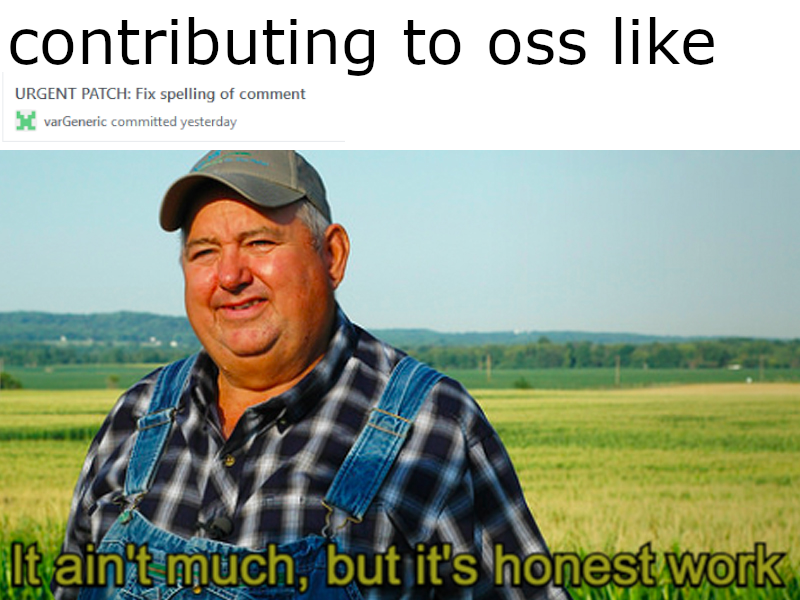 contributing to oss like
URGENT PATCH: Fix spelling of comment
varGeneric committed yesterday
It ain't much, but it's honest work